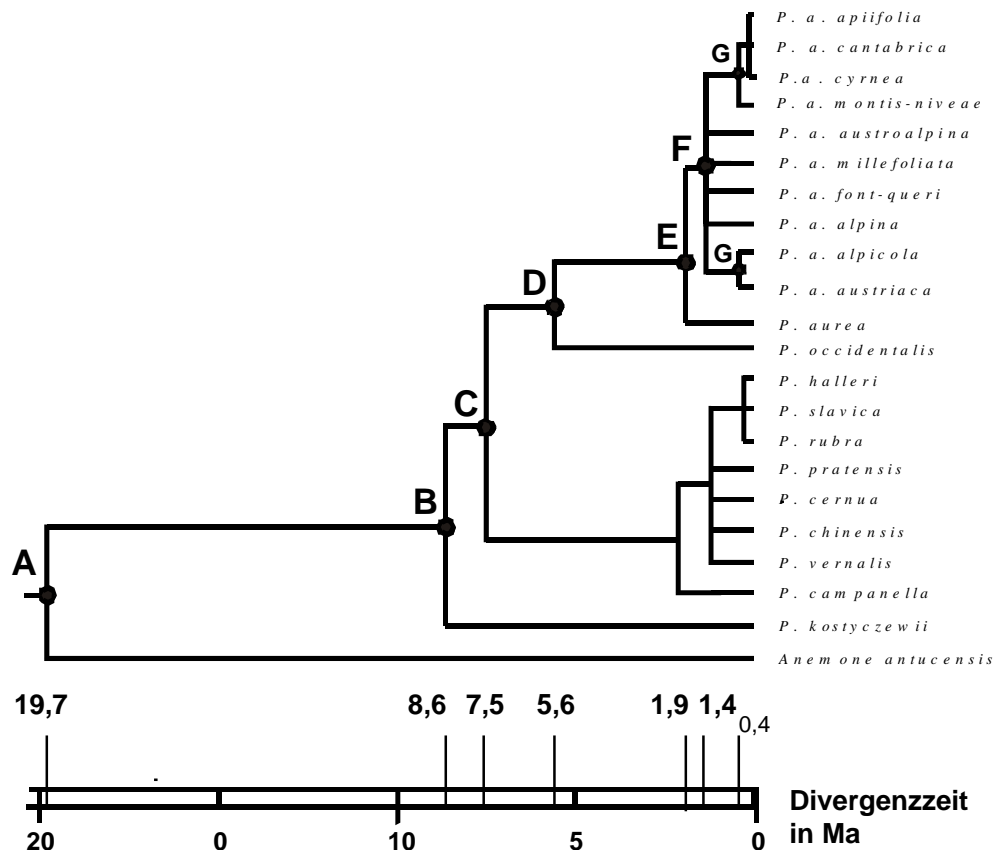 P. a. apiifolia
G
P. a. cantabrica
P.a. cyrnea
P. a. montis-niveae
P. a. austroalpina
F
P. a. millefoliata
P. a. font-queri
P. a. alpina
E
G
P. a. alpicola
D
P. a. austriaca
P. aurea
P. occidentalis
P. halleri
C
P. slavica
P. rubra
P. pratensis
B
P. cernua
P. chinensis
A
P. vernalis
P. campanella
P. kostyczewii
Anemone antucensis
19,7 8,6 7,5 5,6 1,9 1,4 0,4
Divergenzzeit
in Ma
20 0 10 5 0